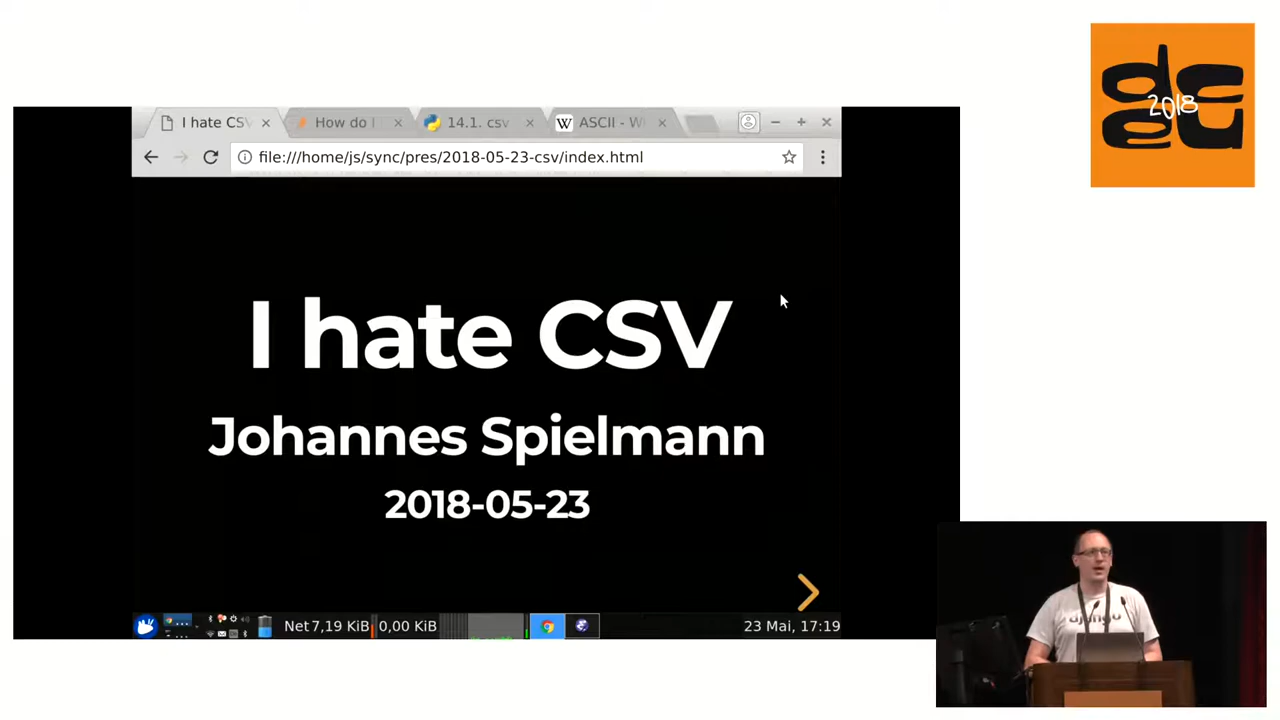 I hate CSV
How do I
14.1. csv
W
ASCII - Wi
file:///home/js/sync/pres/2018-05-23-csv/index.html
I hate CSV
Johannes Spielmann
2018-05-23
Net 7,19 KiB
0,00 KiB
23 Mai, 17:19
2018
django